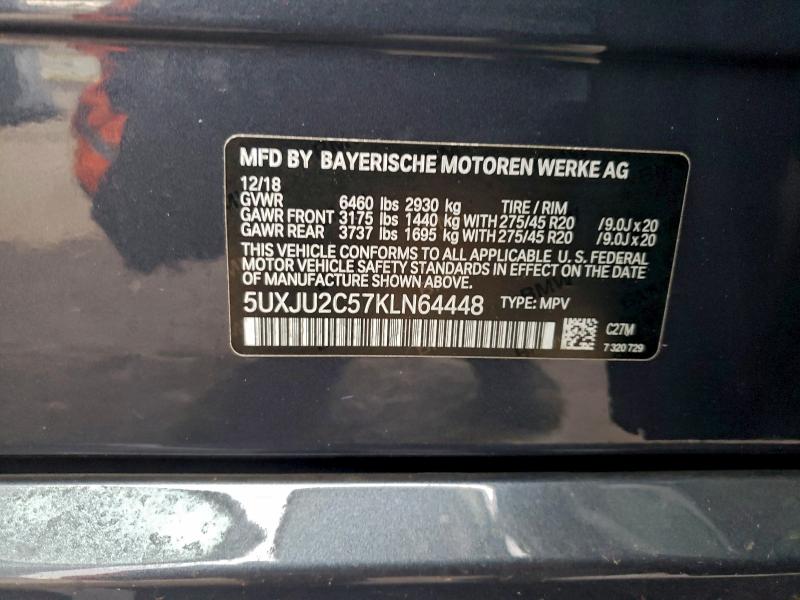 MFD BY BAYERISCHE MOTOREN WERKE AG
12/18
GVWR 6460 lbs 2930 kg TIRE / RIM
GAWR FRONT 3175 lbs 1440 kg WITH 275/45 R20 /9.0J x 20
GAWR REAR 3737 lbs 1695 kg WITH 275/45 R20 /9.0J x 20
THIS VEHICLE CONFORMS TO ALL APPLICABLE U. S. FEDERAL
MOTOR VEHICLE SAFETY STANDARDS IN EFFECT ON THE DATE
OF MANUFACTURE SHOWN ABOVE.
5UXJU2C57KLN64448 TYPE: MPV
C27M
7 320 729